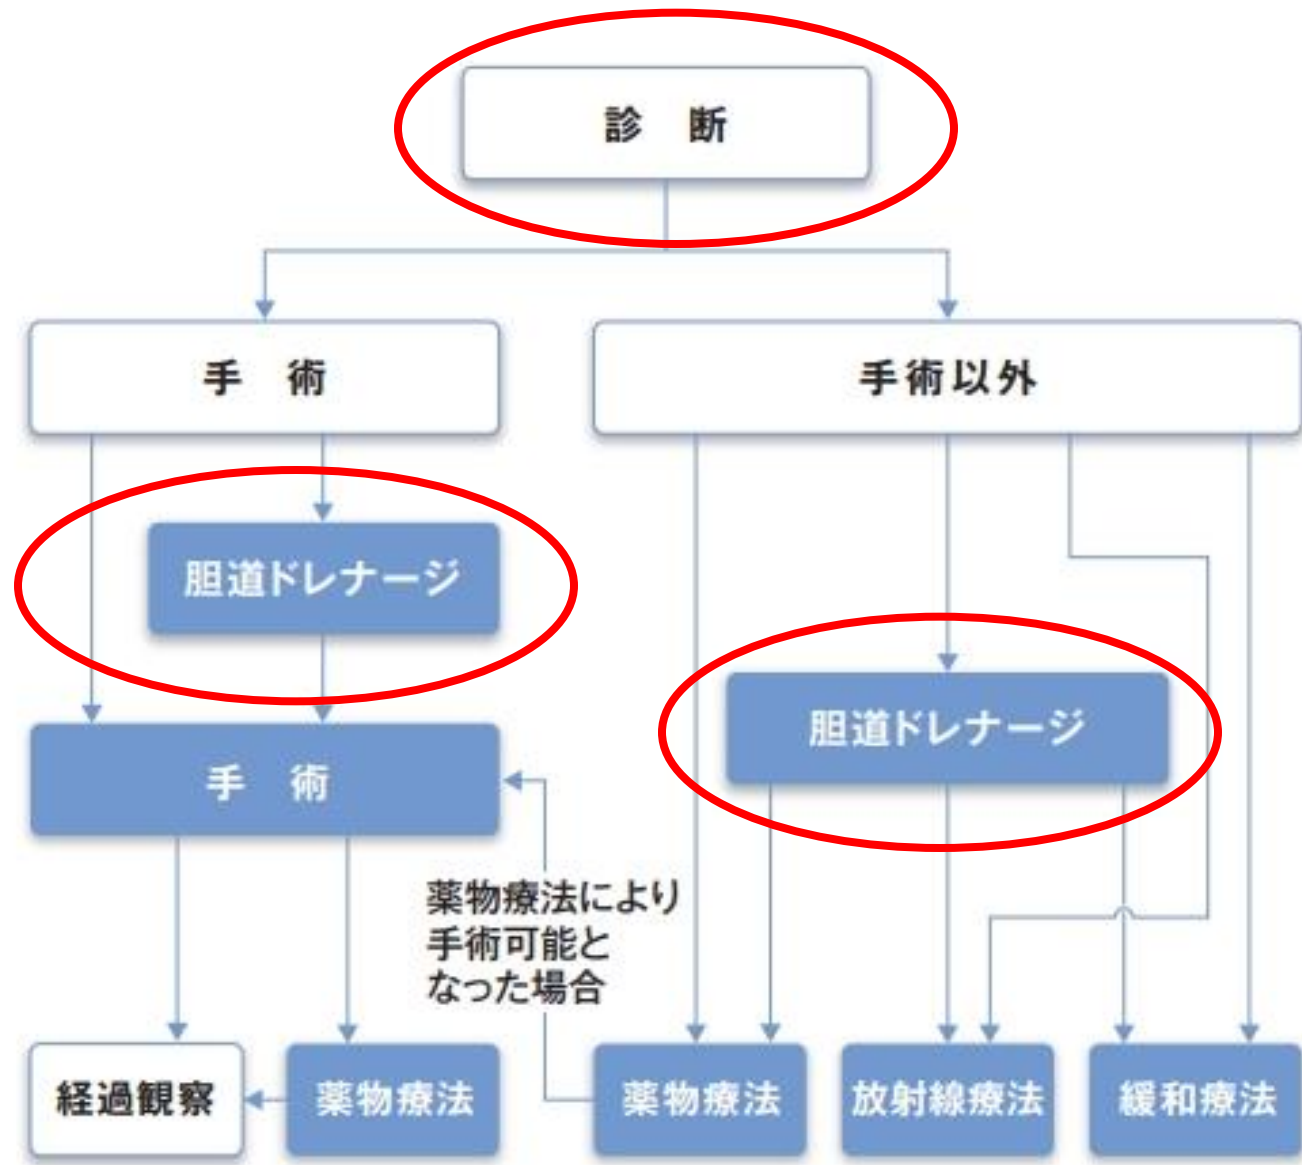 診　断
手　術
手術以外
胆道ドレナージ
胆道ドレナージ
手　術
薬物療法により
手術可能と
なった場合
経過観察
薬物療法
薬物療法
放射線療法
緩和療法